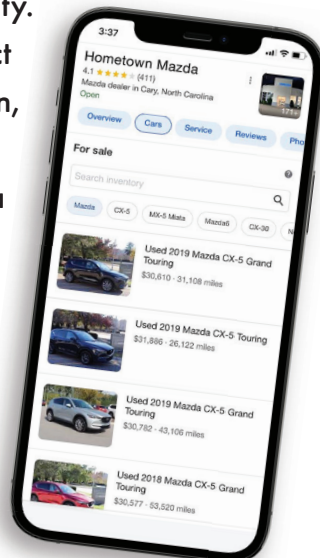 ty.
tt
n,
3:37
Hometown Mazda
4.1 ★★★★★ (411)
Mazda dealer in Cary, North Carolina
Open
Overview
Cars
Service
Reviews
Pho
For sale
Search inventory
Mazda
CX-5
MX-5 Miata
Mazda6
CX-30
N
Used 2019 Mazda CX-5 Grand
Touring
$30,610 · 31,108 miles
Used 2019 Mazda CX-5 Touring
$31,886 · 26,122 miles
Used 2019 Mazda CX-5 Grand
Touring
$30,782 · 43,106 miles
Used 2018 Mazda CX-5 Grand
Touring
$30,577 · 53,520 miles